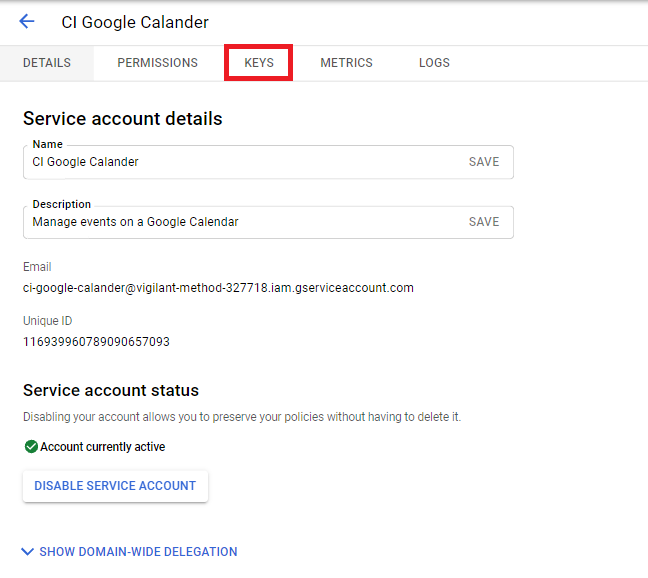 CI Google Calander
DETAILS PERMISSIONS KEYS METRICS LOGS
Service account details
Name
CI Google Calander SAVE
Description
Manage events on a Google Calendar SAVE
Email
ci-google-calander@vigilant-method-327718.iam.gserviceaccount.com
Unique ID
116939960789090657093
Service account status
Disabling your account allows you to preserve your policies without having to delete it.
Account currently active
DISABLE SERVICE ACCOUNT
SHOW DOMAIN-WIDE DELEGATION